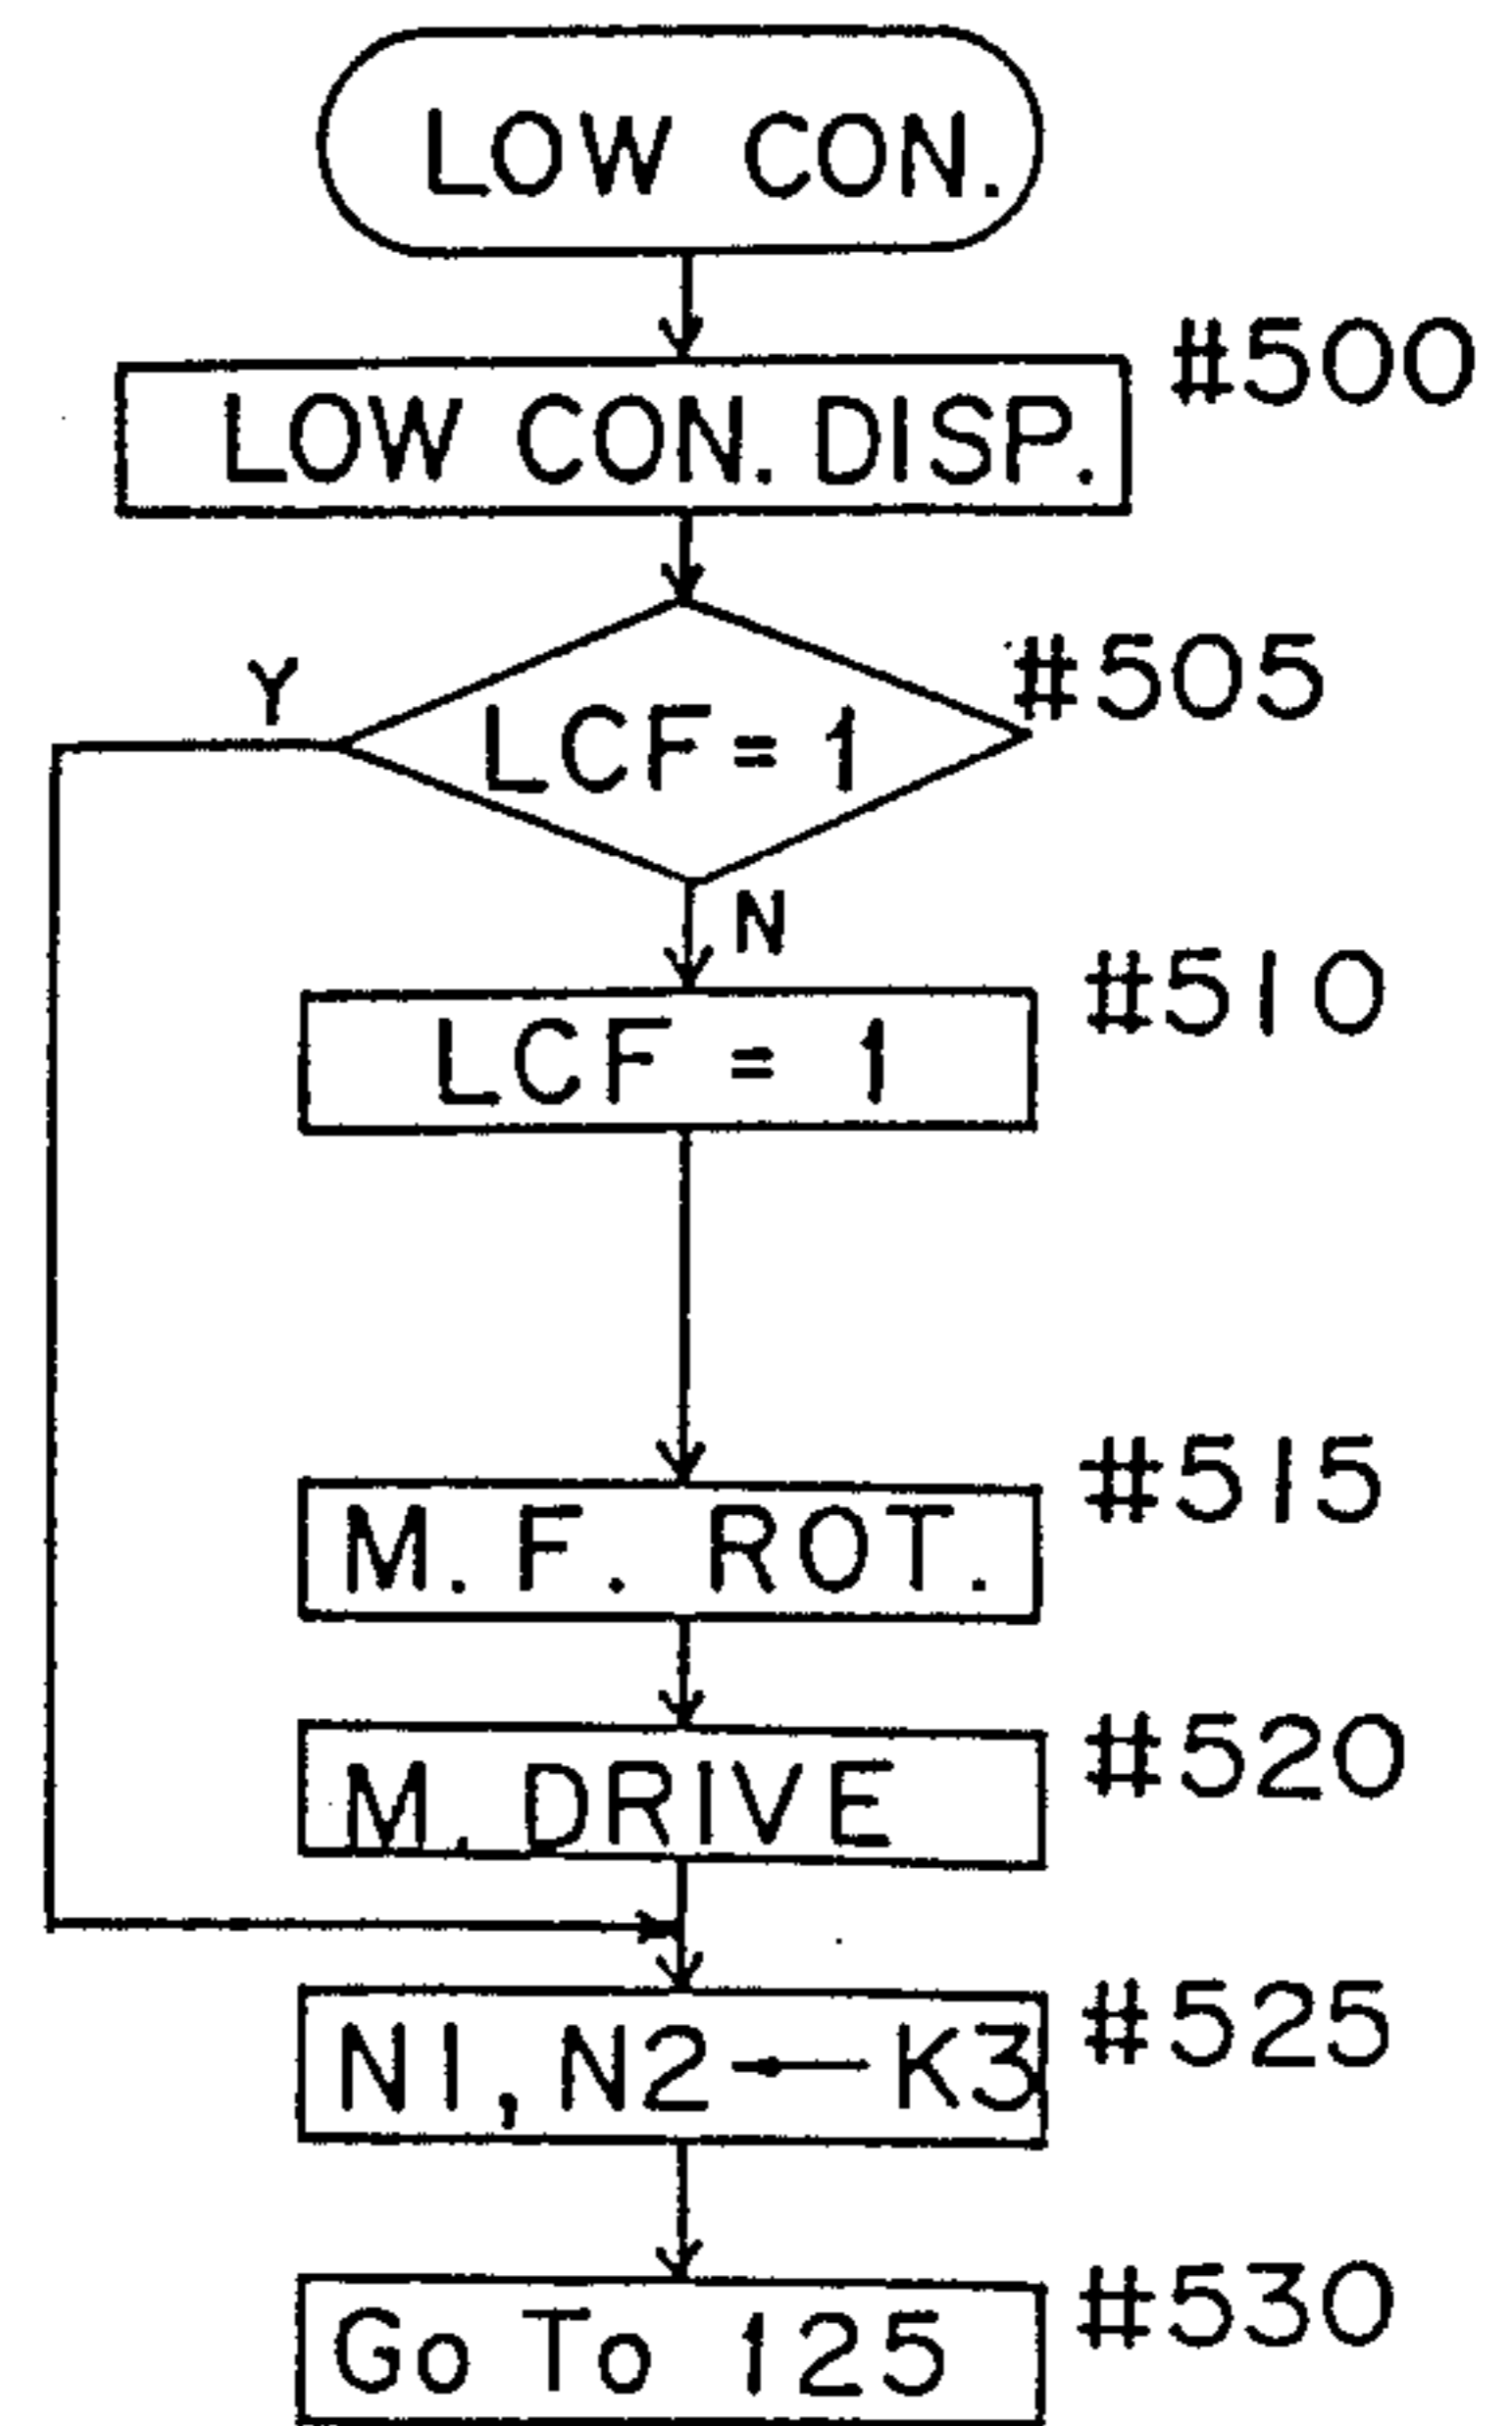 LOW CON.
#500
LOW CON. DISP.
#505
Y
LCF=1
N
#510
LCF = 1
#515
M. F. ROT.
#520
M. DRIVE
#525
N1, N2 ← K3
#530
Go To 125